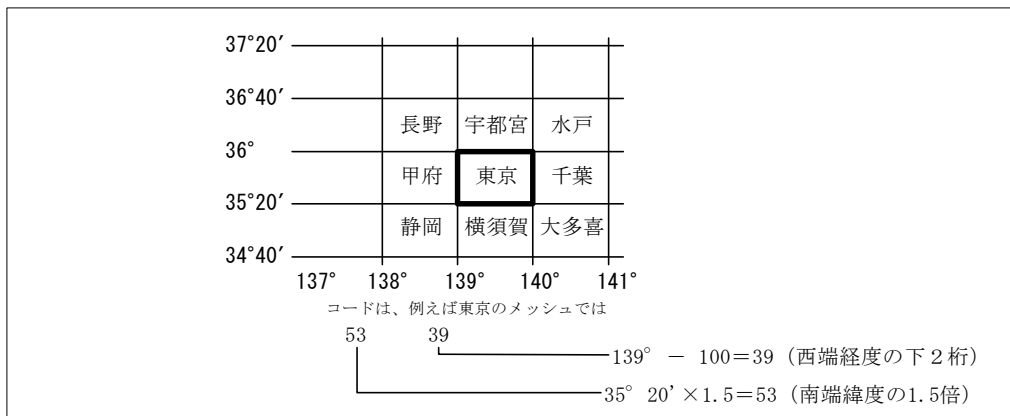 37°20′
36°40′
長野 宇都宮 水戸
36°
甲府 東京 千葉
35°20′
静岡 横須賀 大多喜
34°40′
137° 138° 139° 140° 141°
コードは、例えば東京のメッシュでは
53 39
139° － 100＝39（西端経度の下２桁）
35° 20'×1.5＝53（南端緯度の1.5倍）